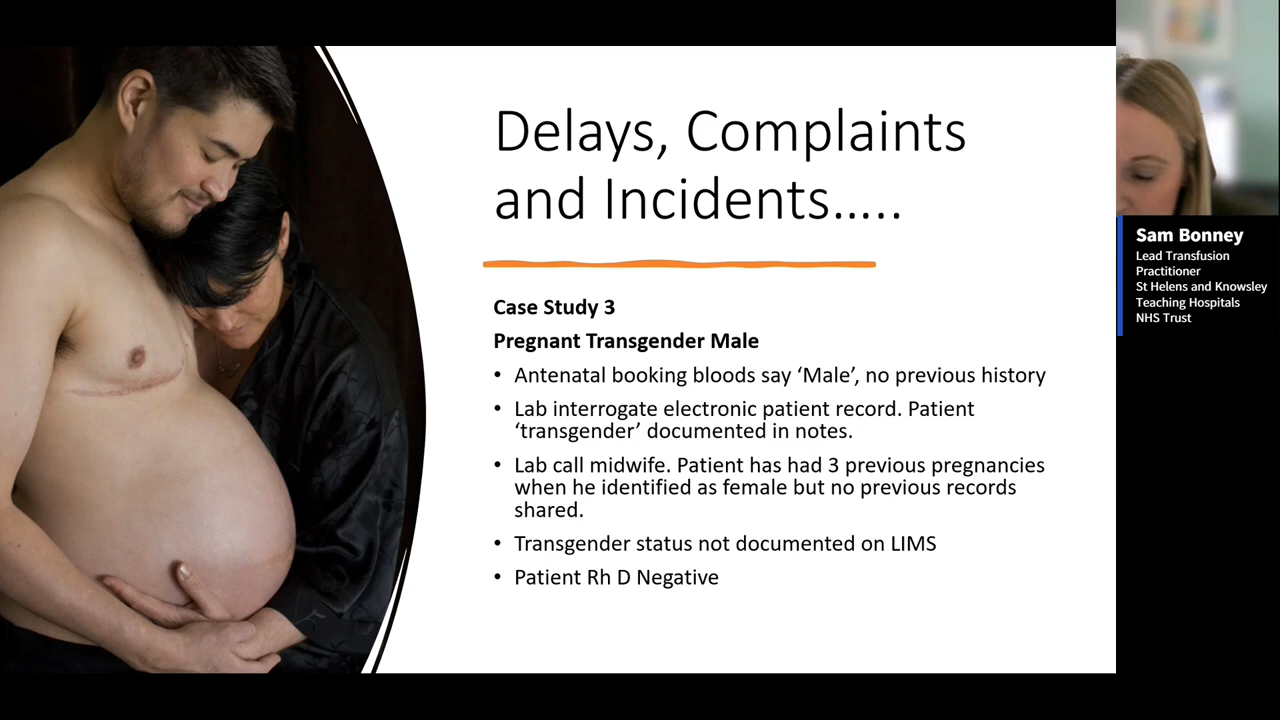 Delays, Complaints
and Incidents.....
Case Study 3
Pregnant Transgender Male
• Antenatal booking bloods say ‘Male’, no previous history
• Lab interrogate electronic patient record. Patient
‘transgender’ documented in notes.
• Lab call midwife. Patient has had 3 previous pregnancies
when he identified as female but no previous records
shared.
• Transgender status not documented on LIMS
• Patient Rh D Negative
Sam Bonney
Lead Transfusion
Practitioner
St Helens and Knowsley
Teaching Hospitals
NHS Trust